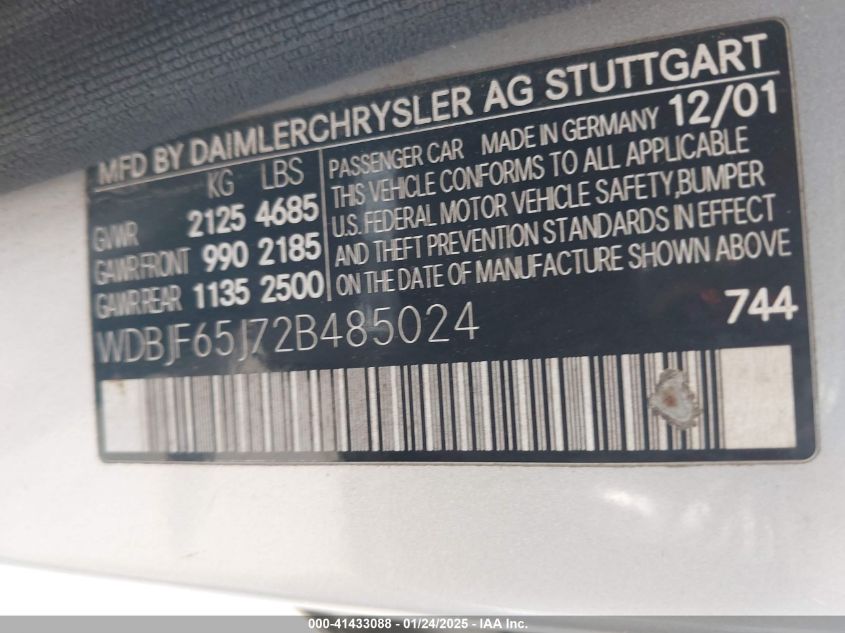 MFD BY DAIMLERCHRYSLER AG STUTTGART
KG LBS
GVWR 2125 4685
GAWR FRONT 990 2185
GAWR REAR 1135 2500
PASSENGER CAR MADE IN GERMANY 12/01
THIS VEHICLE CONFORMS TO ALL APPLICABLE
U.S. FEDERAL MOTOR VEHICLE SAFETY,BUMPER
AND THEFT PREVENTION STANDARDS IN EFFECT
ON THE DATE OF MANUFACTURE SHOWN ABOVE
WDBJF65J72B485024
744
000-41433088 - 01/24/2025 - IAA Inc.